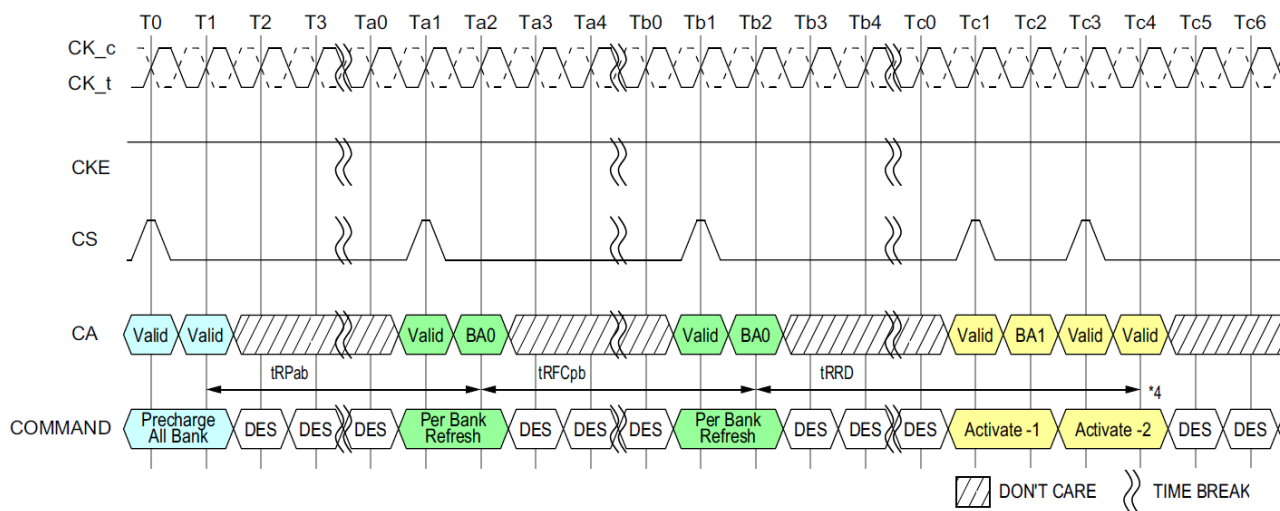 T0 T1 T2 T3 Ta0 Ta1 Ta2 Ta3 Ta4 Tb0 Tb1 Tb2 Tb3 Tb4 Tc0 Tc1 Tc2 Tc3 Tc4 Tc5 Tc6
CK_c
CK_t
CKE
CS
CA Valid Valid Valid BA0 Valid BA0 Valid BA1 Valid Valid
tRPab tRFCpb tRRD *4
COMMAND Precharge All Bank DES DES DES Per Bank Refresh DES DES DES Per Bank Refresh DES DES DES Activate -1 Activate -2 DES DES
DON'T CARE TIME BREAK